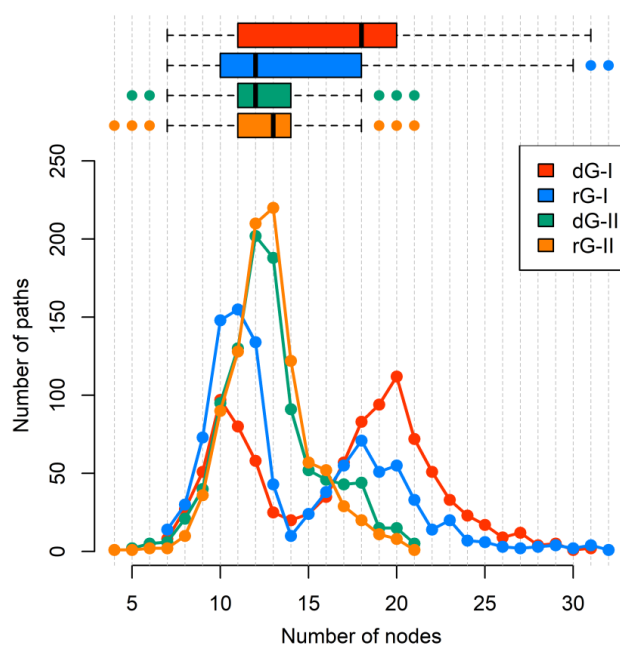 250
200
150
100
50
0
Number of paths
dG-I
rG-I
dG-II
rG-II
5 10 15 20 25 30
Number of nodes